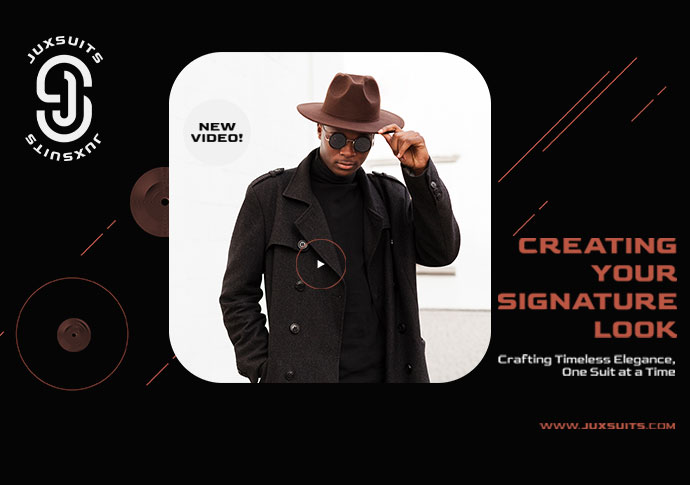 JUXSUITS
JUXSUITS
NEW
VIDEO!
CREATING
YOUR
SIGNATURE
LOOK
Crafting Timeless Elegance,
One Suit at a Time
WWW.JUXSUITS.COM